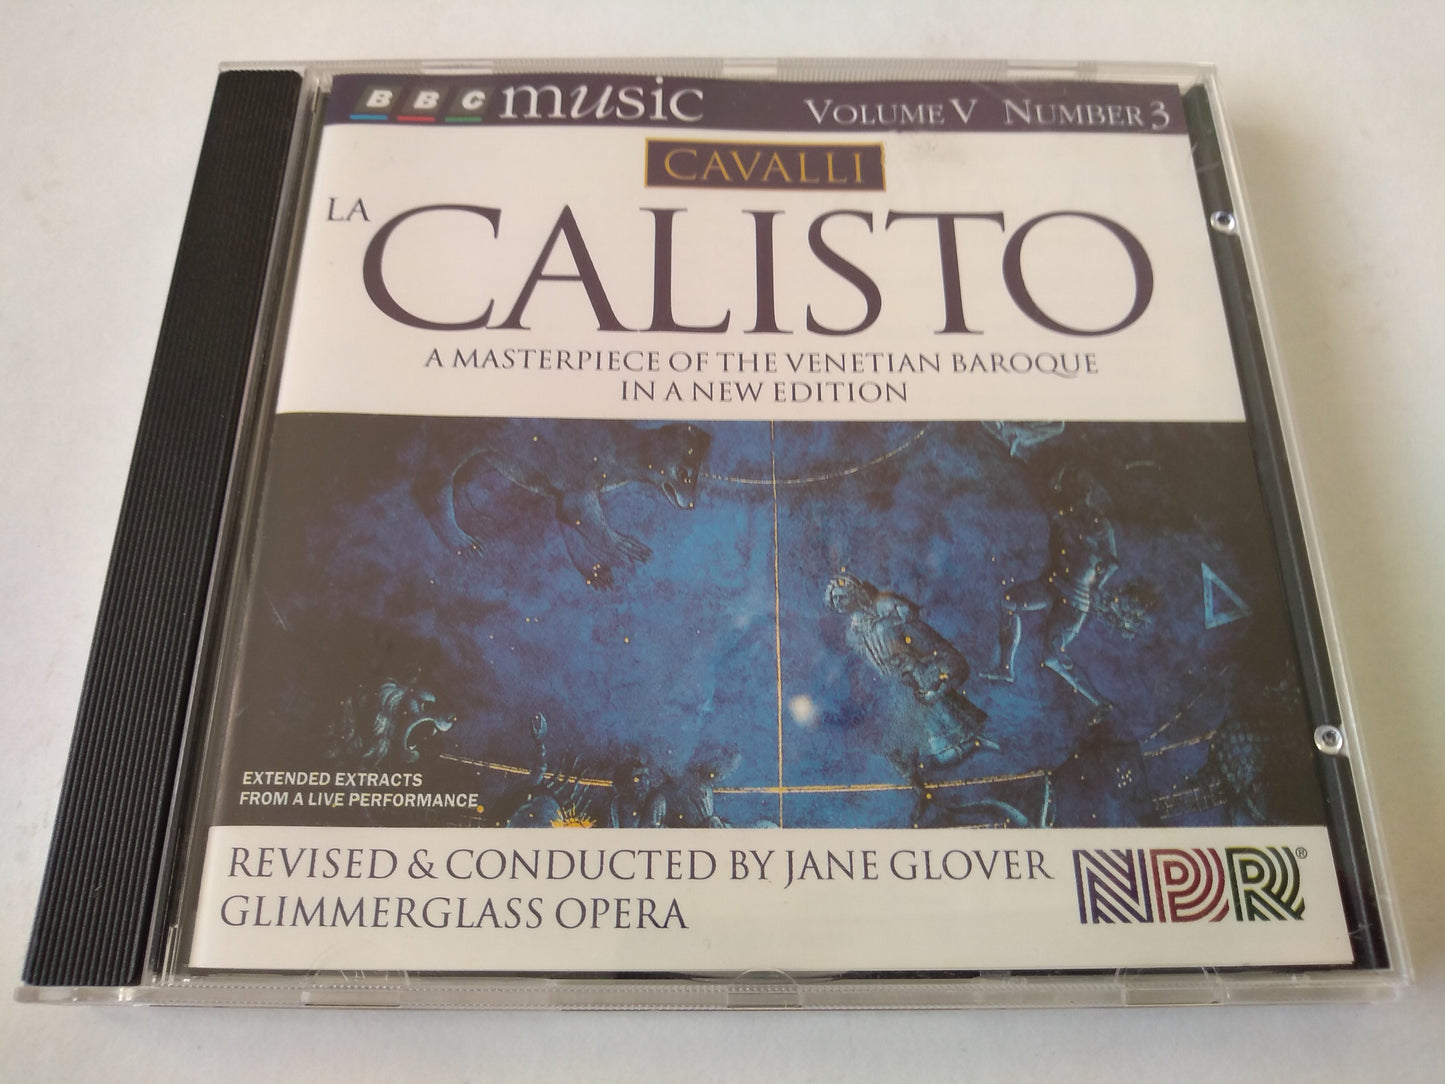 BBC music VOLUME V NUMBER 3
CAVALLI
LA CALISTO
A MASTERPIECE OF THE VENETIAN BAROQUE
IN A NEW EDITION
EXTENDED EXTRACTS
FROM A LIVE PERFORMANCE
REVISED & CONDUCTED BY JANE GLOVER
GLIMMERGLASS OPERA
NPR®